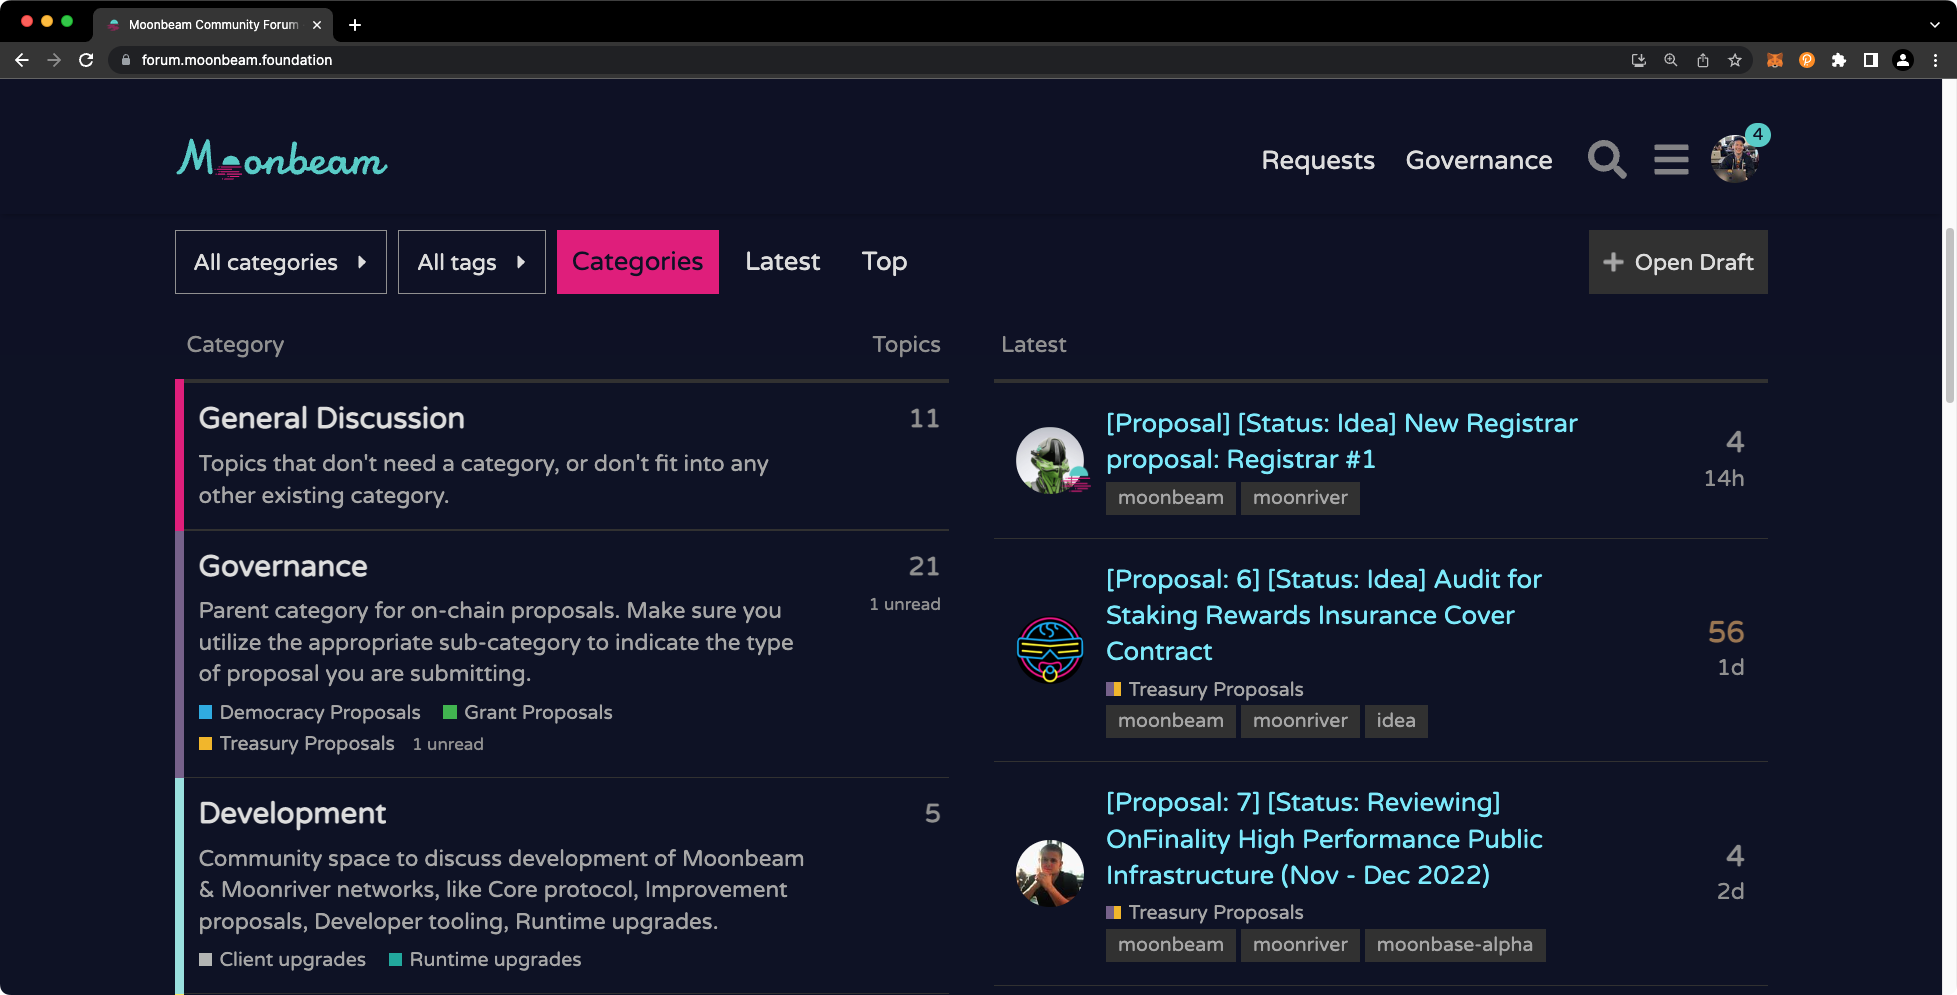 Moonbeam Community Forum
forum.moonbeam.foundation
Moonbeam
Requests Governance 4
All categories All tags Categories Latest Top + Open Draft
Category Topics
General Discussion 11
Topics that don't need a category, or don't fit into any
other existing category.
Governance 21
1 unread
Parent category for on-chain proposals. Make sure you
utilize the appropriate sub-category to indicate the type
of proposal you are submitting.
Democracy Proposals Grant Proposals
Treasury Proposals 1 unread
Development 5
Community space to discuss development of Moonbeam
& Moonriver networks, like Core protocol, Improvement
proposals, Developer tooling, Runtime upgrades.
Client upgrades Runtime upgrades
Latest
[Proposal] [Status: Idea] New Registrar
proposal: Registrar #1
4
14h
moonbeam moonriver
[Proposal: 6] [Status: Idea] Audit for
Staking Rewards Insurance Cover
Contract
56
1d
Treasury Proposals
moonbeam moonriver idea
[Proposal: 7] [Status: Reviewing]
OnFinality High Performance Public
Infrastructure (Nov - Dec 2022)
4
2d
Treasury Proposals
moonbeam moonriver moonbase-alpha